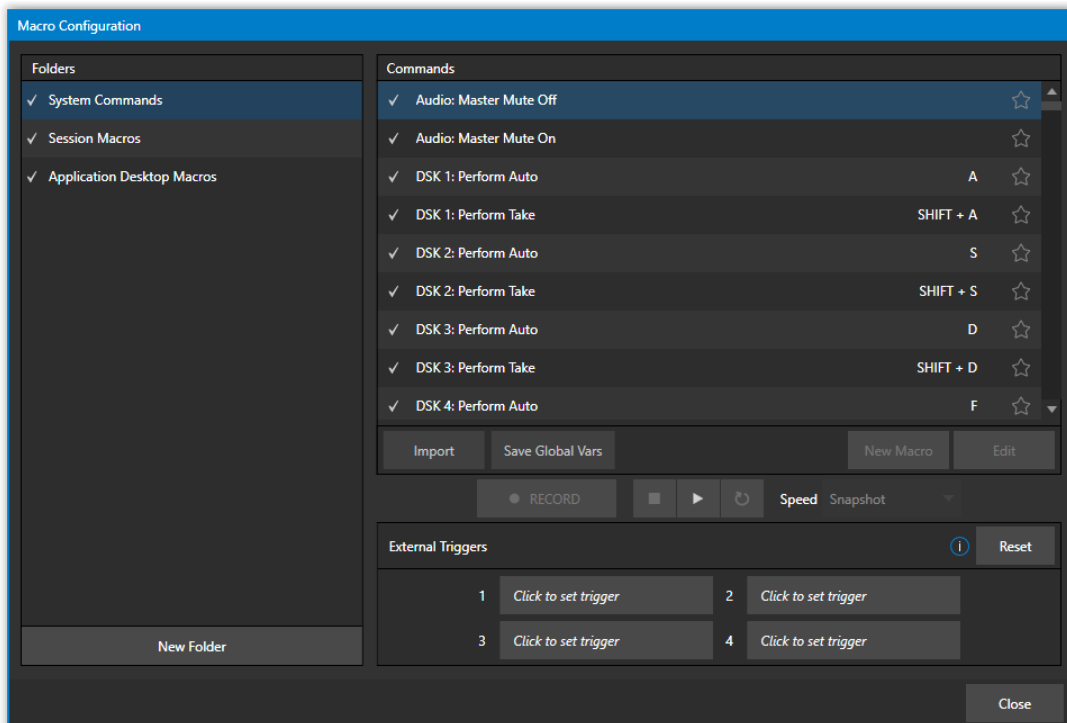 Macro Configuration
Folders
System Commands
Session Macros
Application Desktop Macros
New Folder
Commands
Audio: Master Mute Off
Audio: Master Mute On
DSK 1: Perform Auto A
DSK 1: Perform Take SHIFT + A
DSK 2: Perform Auto S
DSK 2: Perform Take SHIFT + S
DSK 3: Perform Auto D
DSK 3: Perform Take SHIFT + D
DSK 4: Perform Auto F
Import Save Global Vars New Macro Edit
RECORD Speed Snapshot
External Triggers i Reset
1 Click to set trigger 2 Click to set trigger
3 Click to set trigger 4 Click to set trigger
Close